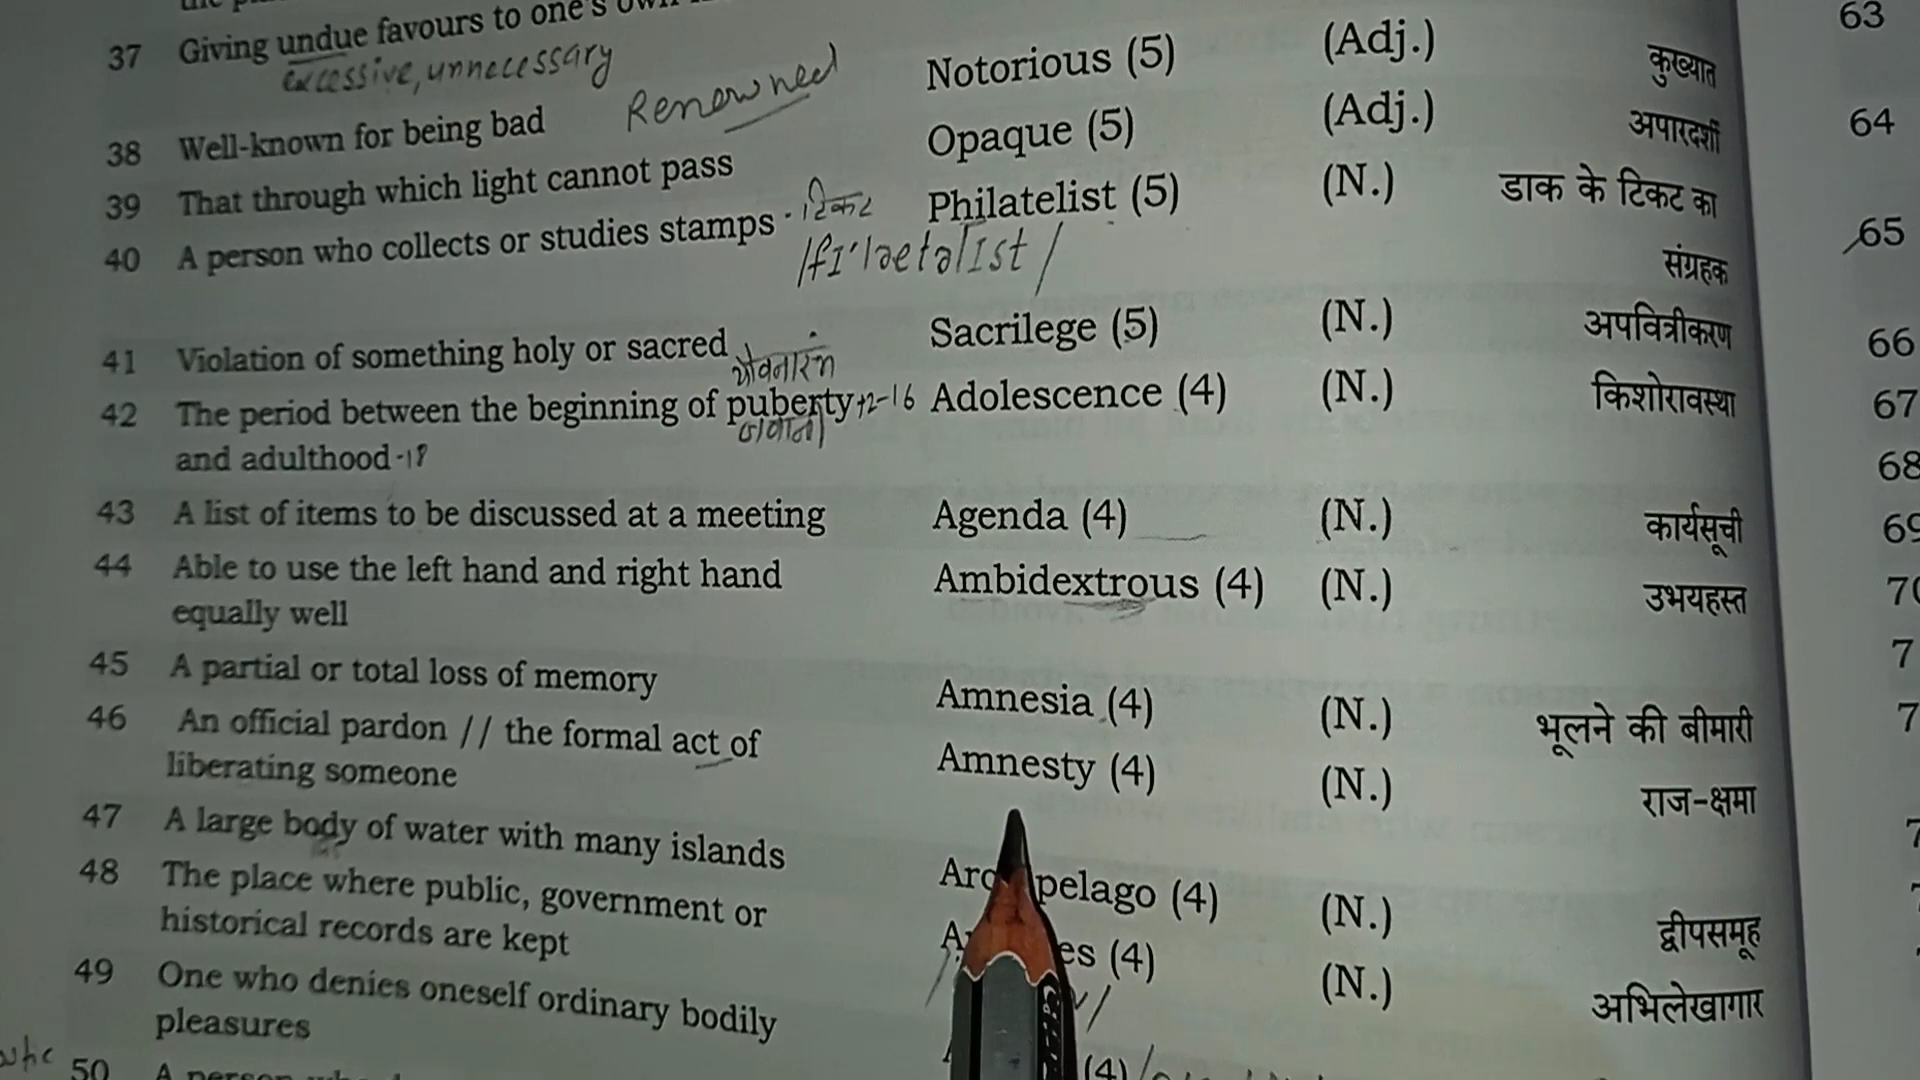 37 Giving undue favours to one's own
excessive, unnecessary
38 Well-known for being bad Renowned Notorious (5) (Adj.) कुख्यात
39 That through which light cannot pass Opaque (5) (Adj.) अपारदर्शी
40 A person who collects or studies stamps · टिकट Philatelist (5) (N.) डाक के टिकट का
संग्रहक
41 Violation of something holy or sacred Sacrilege (5) (N.) अपवित्रीकरण
42 The period between the beginning of puberty 12-16 Adolescence (4) (N.) किशोरावस्था
जवानी
and adulthood -18
43 A list of items to be discussed at a meeting Agenda (4) (N.) कार्यसूची
44 Able to use the left hand and right hand Ambidextrous (4) (N.) उभयहस्त
equally well
45 A partial or total loss of memory Amnesia (4) (N.) भूलने की बीमारी
46 An official pardon // the formal act of Amnesty (4) (N.) राज-क्षमा
liberating someone
47 A large body of water with many islands (4) (N.) द्वीपसमूह
48 The place where public, government or (4) (N.) अभिलेखागार
historical records are kept
49 One who denies oneself ordinary bodily
pleasures
50 A person (4)
63
64
65
66
67
68